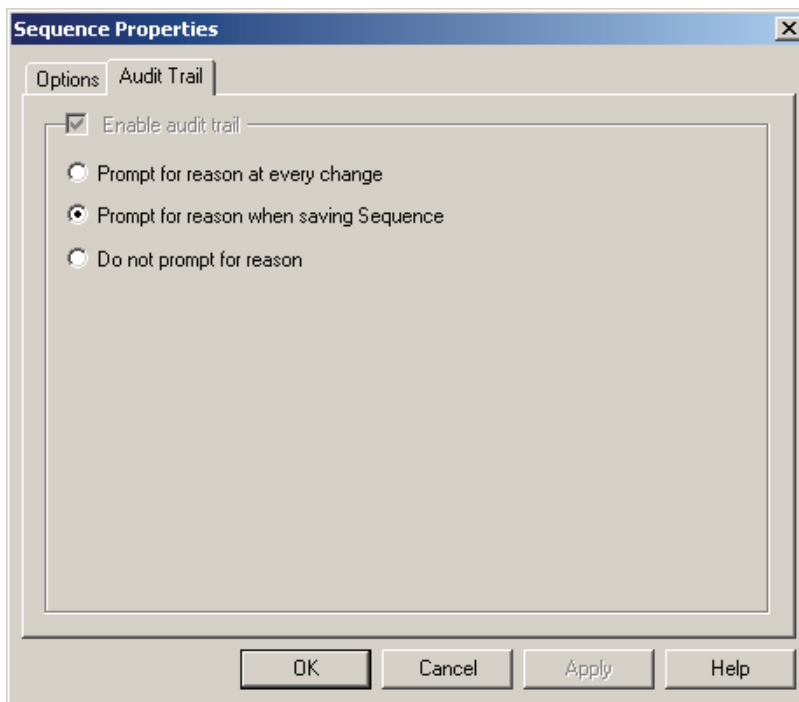 Sequence Properties
Options Audit Trail
Enable audit trail
Prompt for reason at every change
Prompt for reason when saving Sequence
Do not prompt for reason
OK Cancel Apply Help